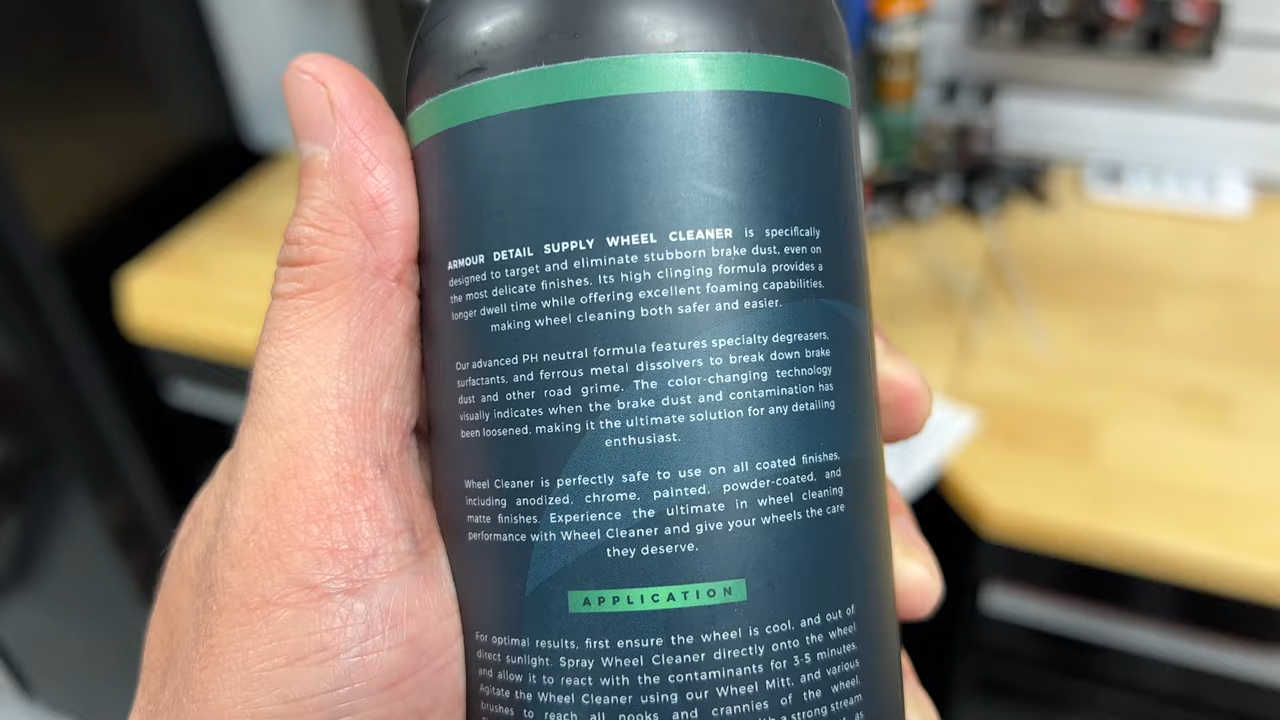 ARMOUR DETAIL SUPPLY WHEEL CLEANER is specifically
designed to target and eliminate stubborn brake dust, even on
the most delicate finishes. Its high clinging formula provides a
longer dwell time while offering excellent foaming capabilities,
making wheel cleaning both safer and easier.
Our advanced PH neutral formula features specialty degreasers,
surfactants, and ferrous metal dissolvers to break down brake
dust and other road grime. The color-changing technology
visually indicates when the brake dust and contamination has
been loosened, making it the ultimate solution for any detailing
enthusiast.
Wheel Cleaner is perfectly safe to use on all coated finishes,
including anodized, chrome, painted, powder-coated, and
matte finishes. Experience the ultimate in wheel cleaning
performance with Wheel Cleaner and give your wheels the care
they deserve.
APPLICATION
For optimal results, first ensure the wheel is cool, and out of
direct sunlight. Spray Wheel Cleaner directly onto the wheel
and allow it to react with the contaminants for 3-5 minutes.
Agitate the Wheel Cleaner using our Wheel Mitt, and various
brushes to reach all nooks and crannies of the wheel.
a strong stream
as